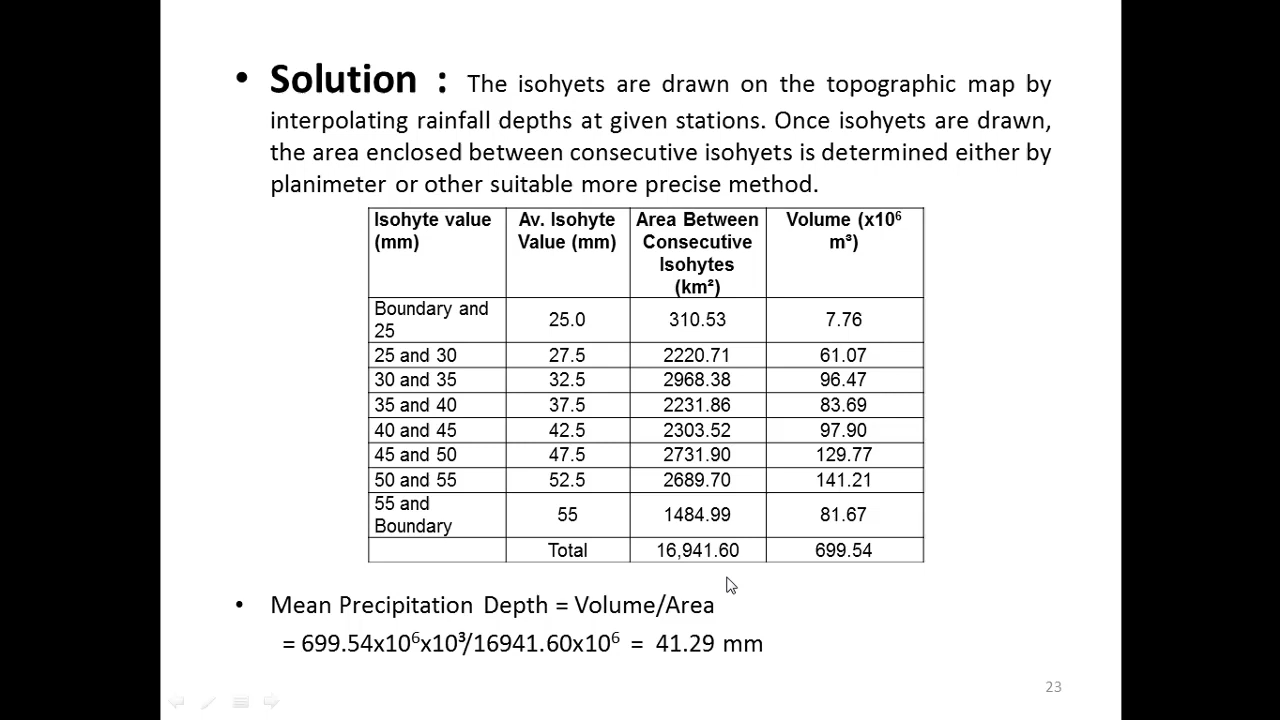 • Solution : The isohyets are drawn on the topographic map by
interpolating rainfall depths at given stations. Once isohyets are drawn,
the area enclosed between consecutive isohyets is determined either by
planimeter or other suitable more precise method.
Isohyte value (mm) | Av. Isohyte Value (mm) | Area Between Consecutive Isohytes (km²) | Volume (x10⁶ m³)
Boundary and 25 | 25.0 | 310.53 | 7.76
25 and 30 | 27.5 | 2220.71 | 61.07
30 and 35 | 32.5 | 2968.38 | 96.47
35 and 40 | 37.5 | 2231.86 | 83.69
40 and 45 | 42.5 | 2303.52 | 97.90
45 and 50 | 47.5 | 2731.90 | 129.77
50 and 55 | 52.5 | 2689.70 | 141.21
55 and Boundary | 55 | 1484.99 | 81.67
Total | 16,941.60 | 699.54
• Mean Precipitation Depth = Volume/Area
= 699.54x10⁶x10³/16941.60x10⁶ = 41.29 mm
23